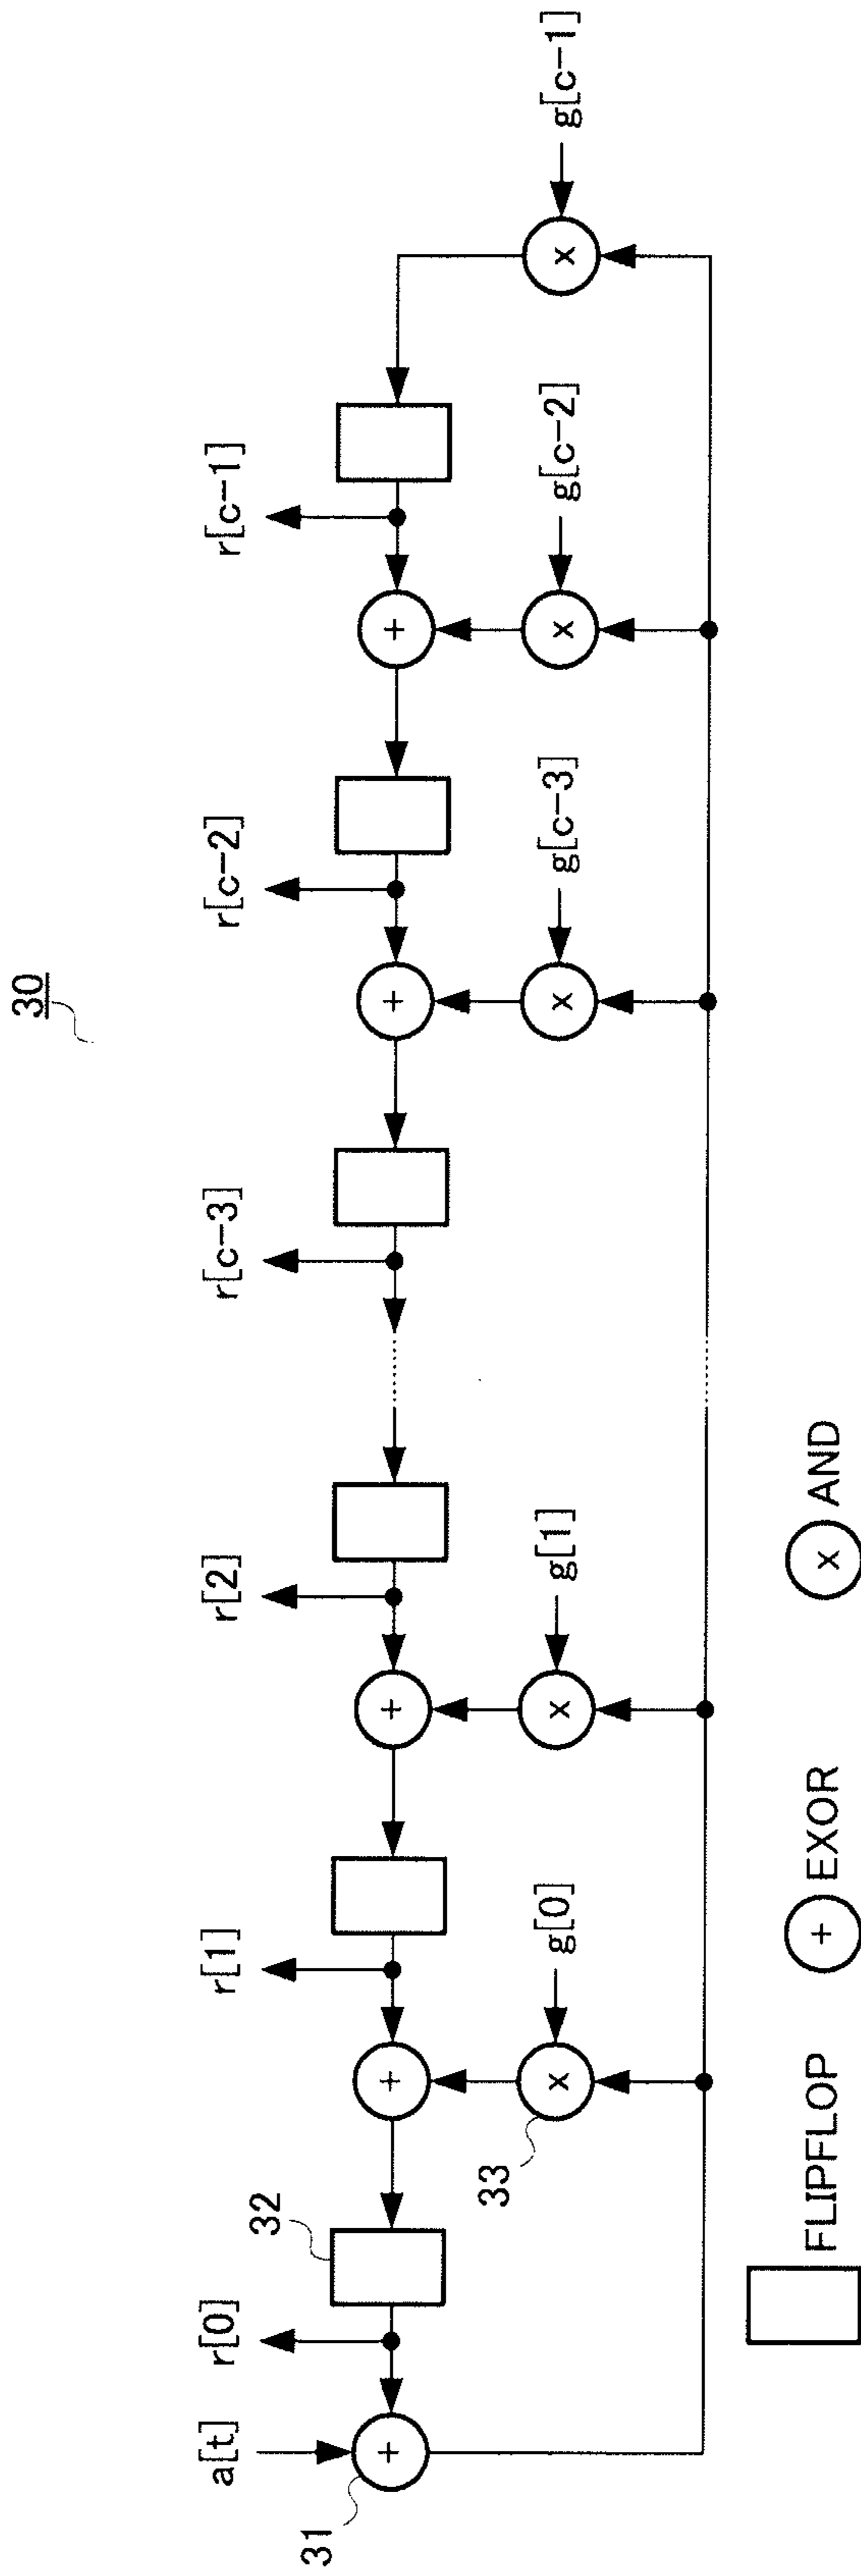 30
a[t]
r[0]
r[1]
r[2]
r[c-3]
r[c-2]
r[c-1]
31
+
32
+
+
+
+
33
x
g[0]
x
g[1]
x
g[c-3]
x
g[c-2]
x
g[c-1]
FLIPFLOP
+ EXOR
x AND